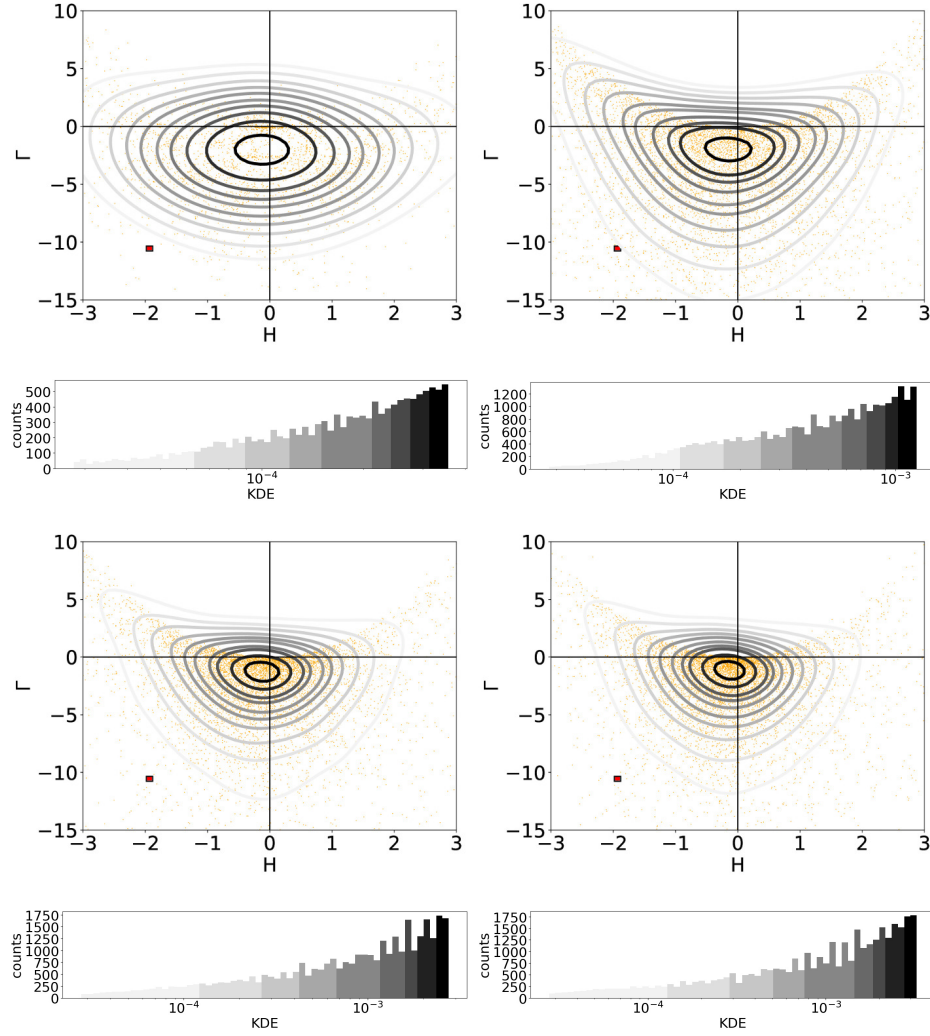 10 10
5 5
0 0
Γ Γ
−5 −5
−10 −10
−15 −15
−3 −2 −1 0 1 2 3 −3 −2 −1 0 1 2 3
H H
500 1200
400 1000
300 800
200 600
100 400
0 200
0
counts counts
10⁻⁴ 10⁻⁴ 10⁻³
KDE KDE
10 10
5 5
0 0
Γ Γ
−5 −5
−10 −10
−15 −15
−3 −2 −1 0 1 2 3 −3 −2 −1 0 1 2 3
H H
1750 1750
1500 1500
1250 1250
1000 1000
750 750
500 500
250 250
0 0
counts counts
10⁻⁴ 10⁻³ 10⁻⁴ 10⁻³
KDE KDE